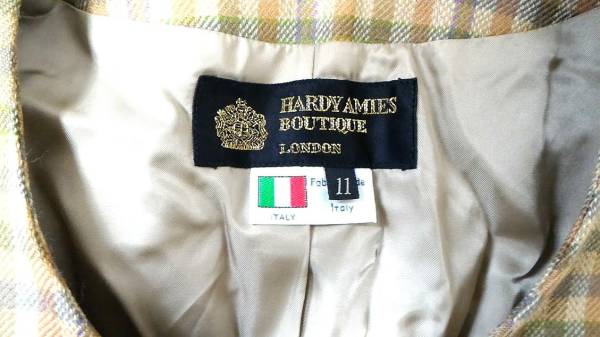 HARDY AMIES
BOUTIQUE
LONDON
11
ITALY
Italy